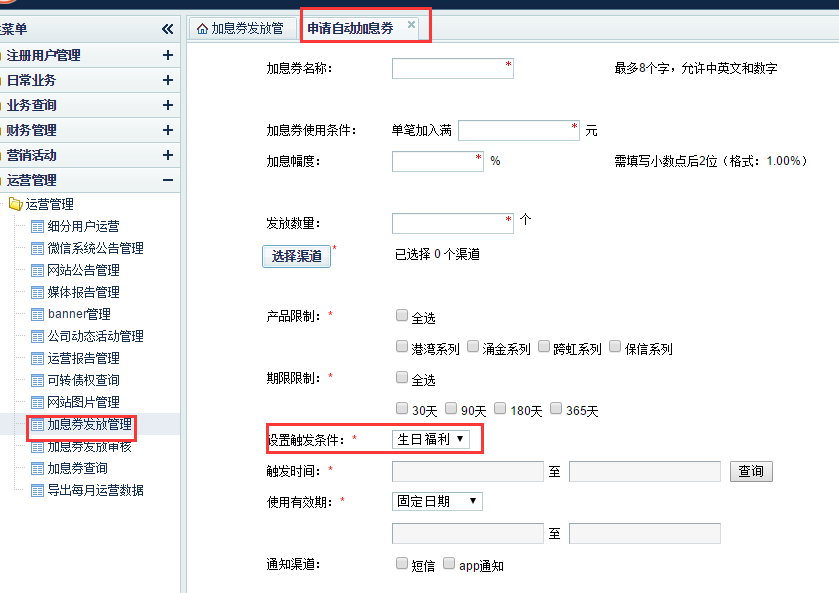 菜单 «
注册用户管理 +
日常业务 +
业务查询 +
财务管理 +
营销活动 +
运营管理 −
运营管理
细分用户运营
微信系统公告管理
网站公告管理
媒体报告管理
banner管理
公司动态活动管理
运营报告管理
可转债权查询
网站图片管理
加息券发放管理
加息券发放审核
加息券查询
导出每月运营数据
加息券发放管 申请自动加息券 ×
加息券名称： * 最多8个字，允许中英文和数字
加息券使用条件： 单笔加入满 * 元
加息幅度： * % 需填写小数点后2位（格式：1.00%）
发放数量： * 个
选择渠道 * 已选择 0 个渠道
产品限制：* 全选
港湾系列 涌金系列 跨虹系列 保信系列
期限限制：* 全选
30天 90天 180天 365天
设置触发条件：* 生日福利 ▼
触发时间：* 至 查询
使用有效期：* 固定日期 ▼
至
通知渠道： 短信 app通知